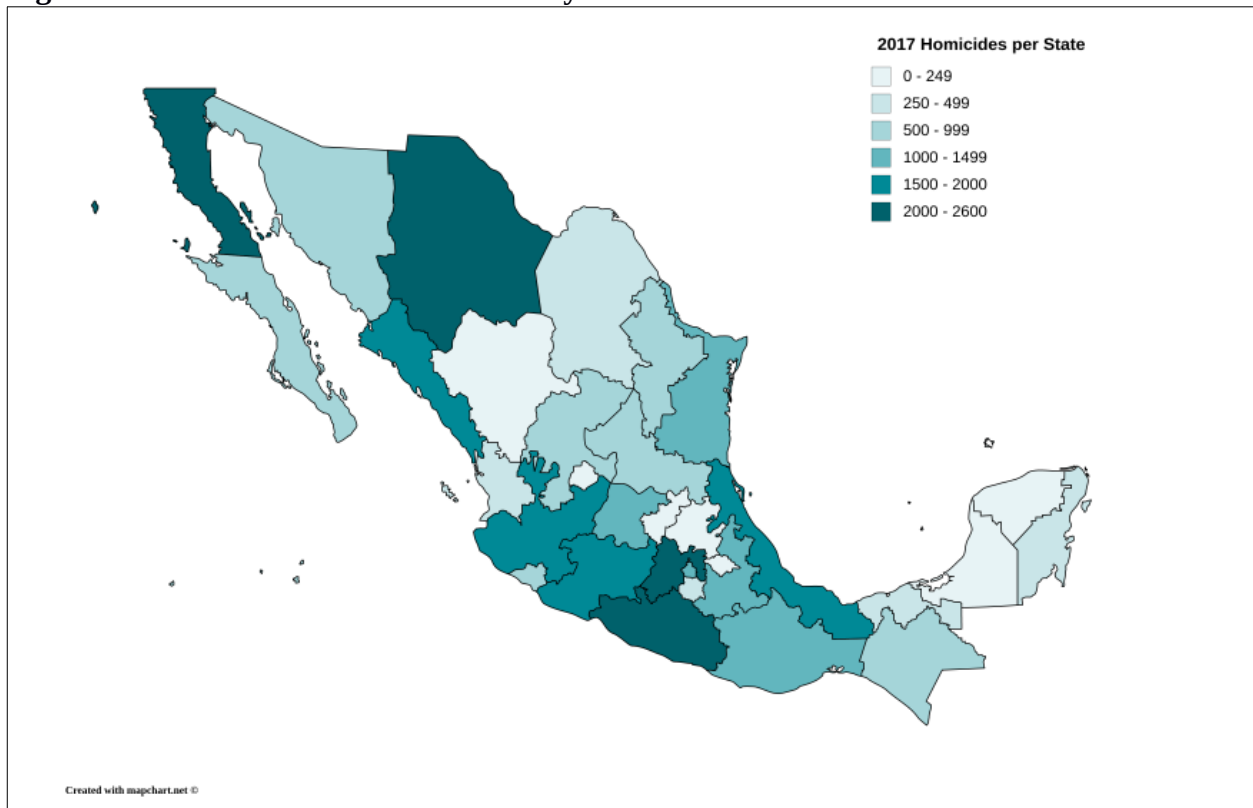 2017 Homicides per State
0 - 249
250 - 499
500 - 999
1000 - 1499
1500 - 2000
2000 - 2600
Created with mapchart.net ©